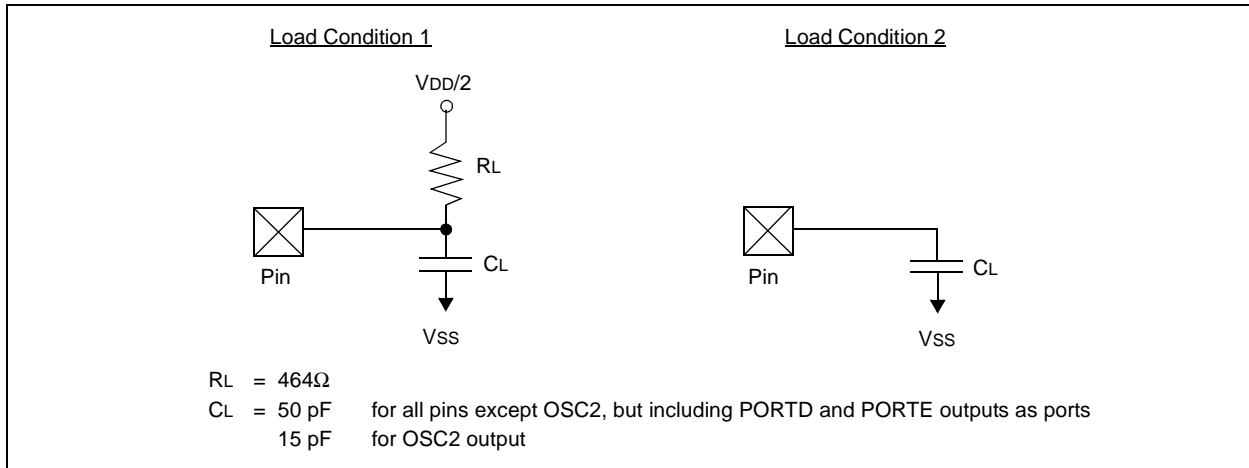 Load Condition 1
Load Condition 2
VDD/2
RL
Pin
CL
VSS
Pin
CL
VSS
RL = 464Ω
CL = 50 pF for all pins except OSC2, but including PORTD and PORTE outputs as ports
15 pF for OSC2 output